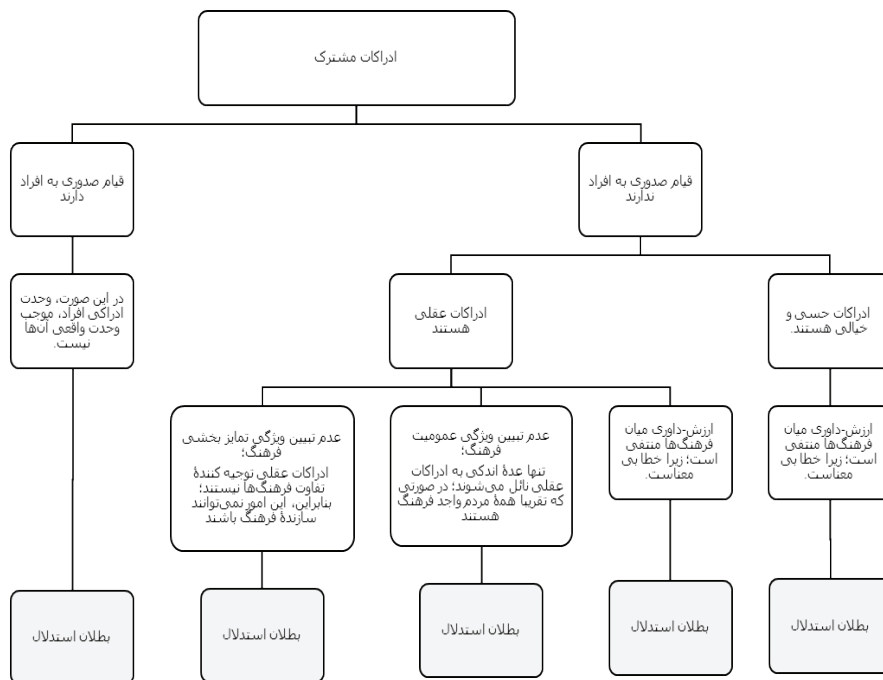 ادراکات مشترک
قیام صدوری به افراد
ندارند
قیام صدوری به افراد
دارند
ادراکات حسی و
خیالی هستند.
ادراکات عقلی
هستند
در این صورت، وحدت
ادراکی افراد، موجب
وحدت واقعی آن‌ها
نیست.
ارزش-داوری میان
فرهنگ‌ها منتفی
است؛ زیرا خطا بی
معناست.
ارزش-داوری میان
فرهنگ‌ها منتفی
است؛ زیرا خطا بی
معناست.
عدم تبیین ویژگی عمومیت
فرهنگ؛
تنها عدهٔ اندکی به ادراکات
عقلی نائل می‌شوند؛ در صورتی
که تقریبا همهٔ مردم واجد فرهنگ
هستند
عدم تبیین ویژگی تمایز بخشی
فرهنگ؛
ادراکات عقلی توجیه کنندهٔ
تفاوت فرهنگ‌ها نیستند؛
بنابراین، این امور نمی‌توانند
سازندهٔ فرهنگ باشند
بطلان استدلال
بطلان استدلال
بطلان استدلال
بطلان استدلال
بطلان استدلال